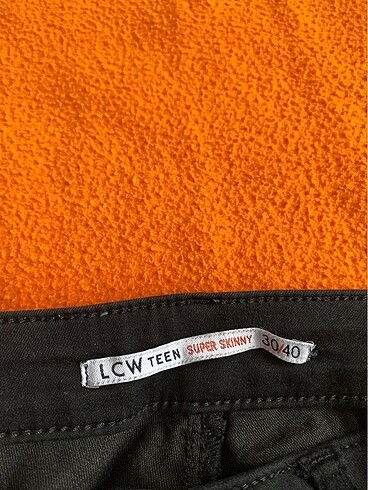 LCW TEEN SUPER SKINNY 30/40